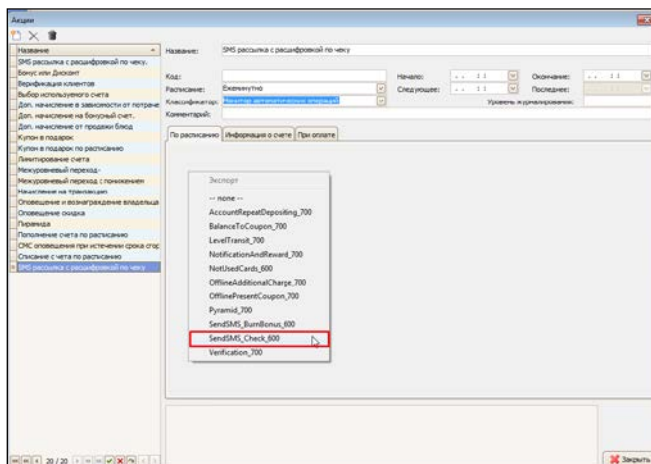 Акции
Название
SMS рассылка с расшифровкой по чеку.
Бонус или Дисконт
Верификация клиентов
Выбор используемого счета
Доп. начисление в зависимости от потраче
Доп. начисление на бонусный счет.
Доп. начисление от продажи блюд
Купон в подарок
Купон в подарок по расписанию
Лимитирование счета
Межуровневый переход-
Межуровневый переход с понижением
Начисление на транзакцию
Оповещение и вознаграждение владельца
Оповещение скидка
Пирамида
Пополнение счета по расписанию
СМС оповещения при истечении срока сгор
Списание с чета по расписанию
SMS рассылка с расшифровкой по чеку
20 / 20
Название: SMS рассылка с расшифровкой по чеку
Код: Начало: . . : : Окончание: . . : :
Расписание: Ежеминутно Следующее: . . : : Последнее: . . : :
Классификатор: Монитор автоматических операций Уровень журналирования:
Комментарий:
По расписанию Информация о счете При оплате
Экспорт
-- none --
AccountRepeatDepositing_700
BalanceToCoupon_700
LevelTransit_700
NotificationAndReward_700
NotUsedCards_600
OfflineAdditionalCharge_700
OfflinePresentCoupon_700
Pyramid_700
SendSMS_BurnBonus_600
SendSMS_Check_600
Verification_700
Закрыть